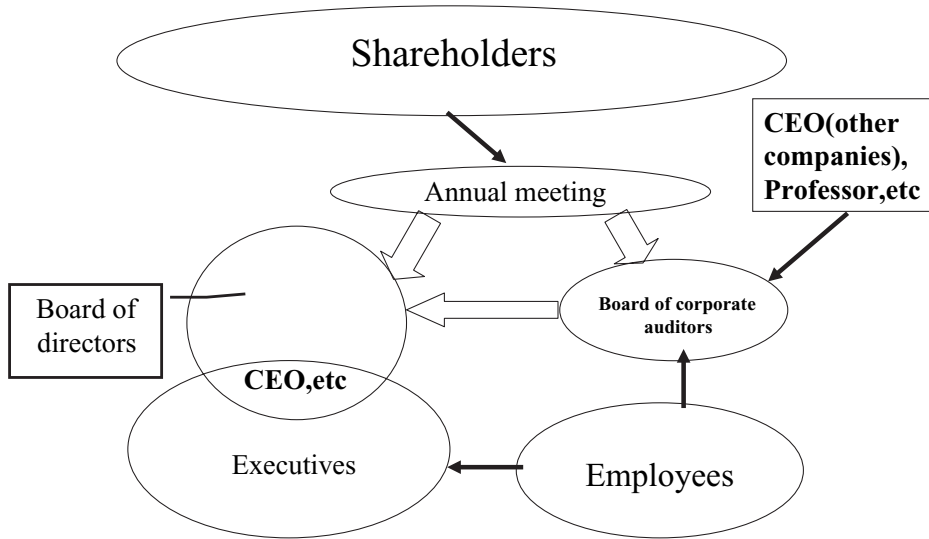 Shareholders
CEO(other
companies),
Professor,etc
Annual meeting
Board of
directors
Board of corporate
auditors
CEO,etc
Executives
Employees